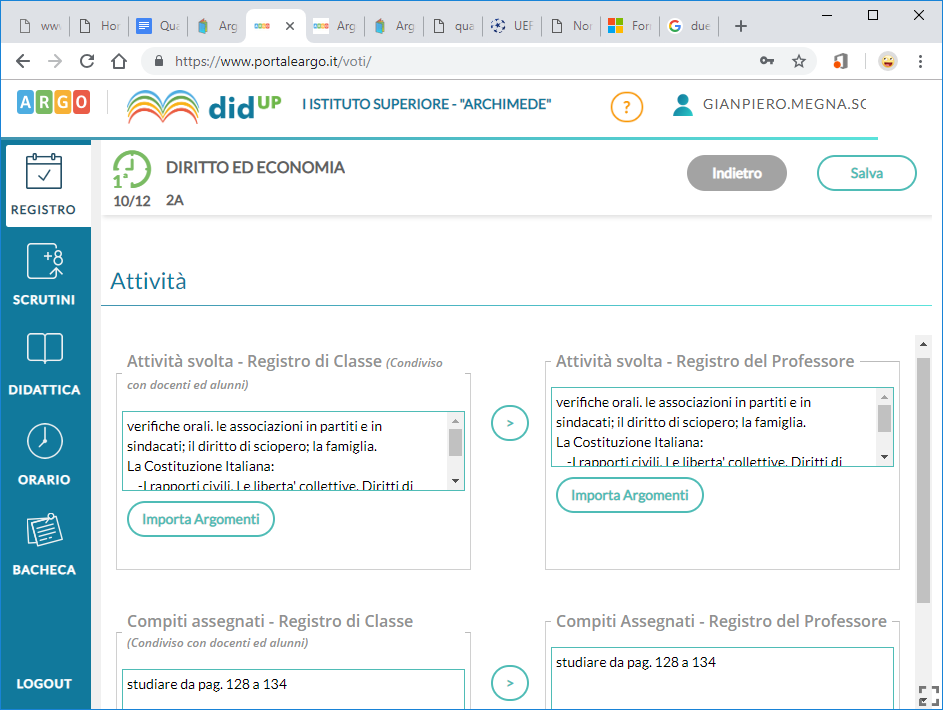 www
Hor
Qua
Arg
Arg
Arg
qua
UEF
Nor
For
due
https://www.portaleargo.it/voti/
ARGO
didUP
I ISTITUTO SUPERIORE - "ARCHIMEDE"
?
GIANPIERO.MEGNA.SC
REGISTRO
SCRUTINI
DIDATTICA
ORARIO
BACHECA
LOGOUT
1ª
DIRITTO ED ECONOMIA
10/12
2A
Indietro
Salva
Attività
Attività svolta - Registro di Classe (Condiviso
con docenti ed alunni)
verifiche orali. le associazioni in partiti e in
sindacati; il diritto di sciopero; la famiglia.
La Costituzione Italiana:
-I rapporti civili. Le liberta' collettive. Diritti di
Importa Argomenti
>
Attività svolta - Registro del Professore
verifiche orali. le associazioni in partiti e in
sindacati; il diritto di sciopero; la famiglia.
La Costituzione Italiana:
-I rapporti civili. Le liberta' collettive. Diritti di
Importa Argomenti
Compiti assegnati - Registro di Classe
(Condiviso con docenti ed alunni)
studiare da pag. 128 a 134
>
Compiti Assegnati - Registro del Professore
studiare da pag. 128 a 134